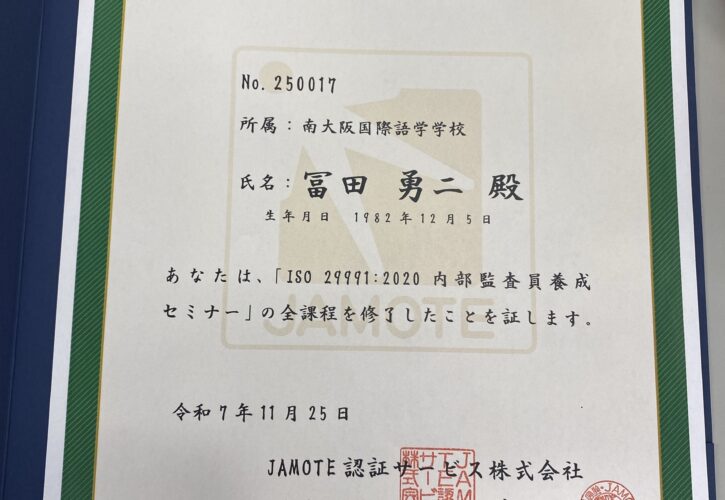 No. 250017
所属：南大阪国際語学学校
氏名：冨田 勇二 殿
生年月日 1982年12月5日
あなたは、「ISO 29991:2020 内部監査員養成
セミナー」の全課程を修了したことを証します。
JAMOTE
令和7年11月25日
JAMOTE認証サービス株式会社